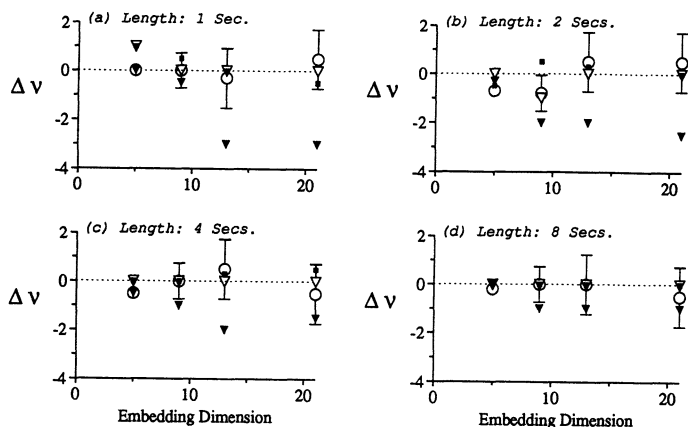 (a) Length: 1 Sec.
2
0
-2
-4
Δ ν
0
10
20
(b) Length: 2 Secs.
2
0
-2
-4
Δ ν
0
10
20
(c) Length: 4 Secs.
2
0
-2
-4
Δ ν
0
10
20
Embedding Dimension
(d) Length: 8 Secs.
2
0
-2
-4
Δ ν
0
10
20
Embedding Dimension